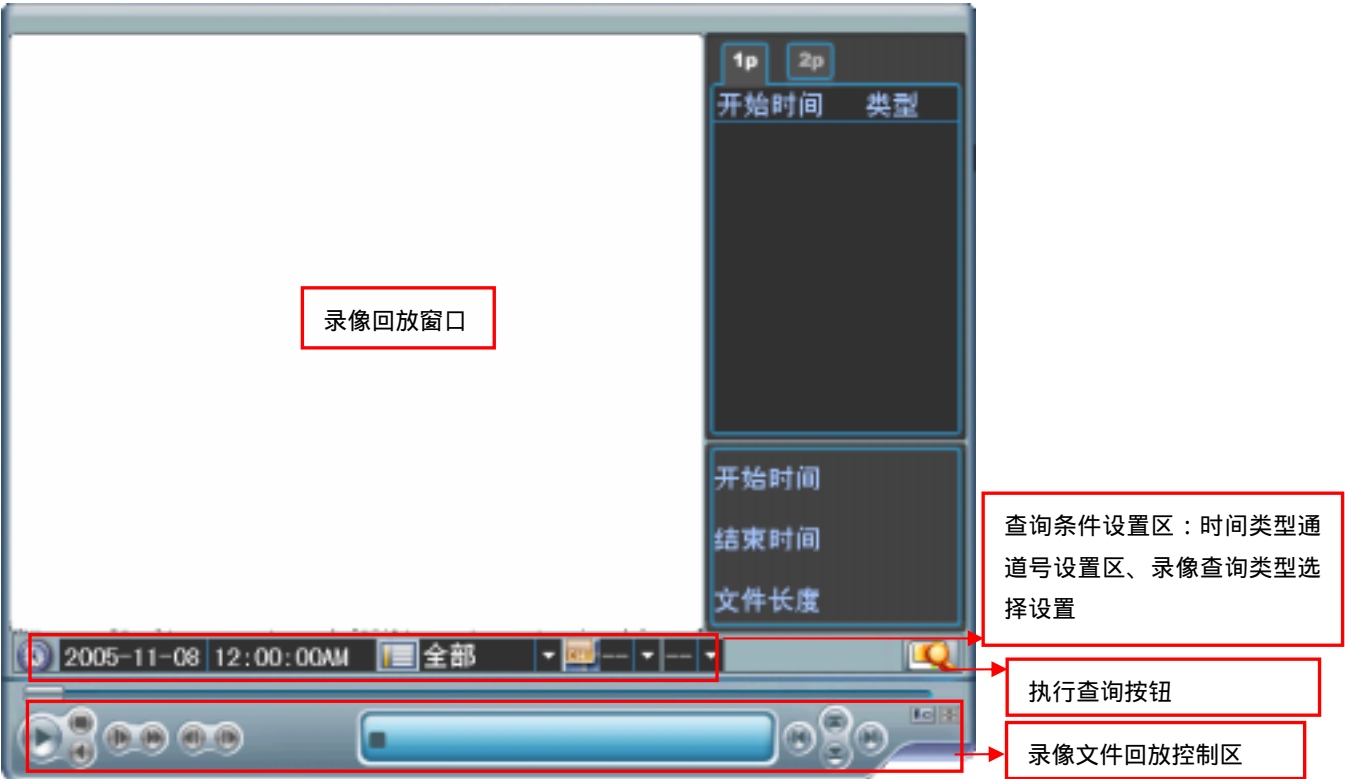 1p 2p
开始时间 类型
录像回放窗口
开始时间
结束时间
文件长度
查询条件设置区：时间类型通
道号设置区、录像查询类型选
择设置
2005-11-08 12:00:00AM 全部 -- --
执行查询按钮
录像文件回放控制区